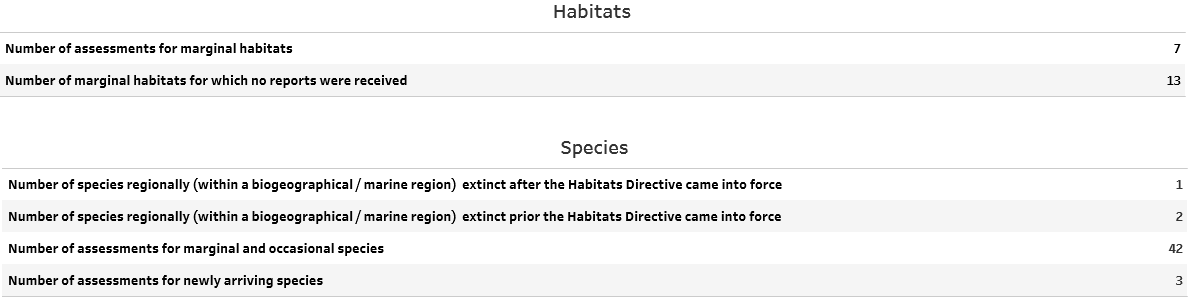 Habitats
Number of assessments for marginal habitats 7
Number of marginal habitats for which no reports were received 13
Species
Number of species regionally (within a biogeographical / marine region) extinct after the Habitats Directive came into force 1
Number of species regionally (within a biogeographical / marine region) extinct prior the Habitats Directive came into force 2
Number of assessments for marginal and occasional species 42
Number of assessments for newly arriving species 3